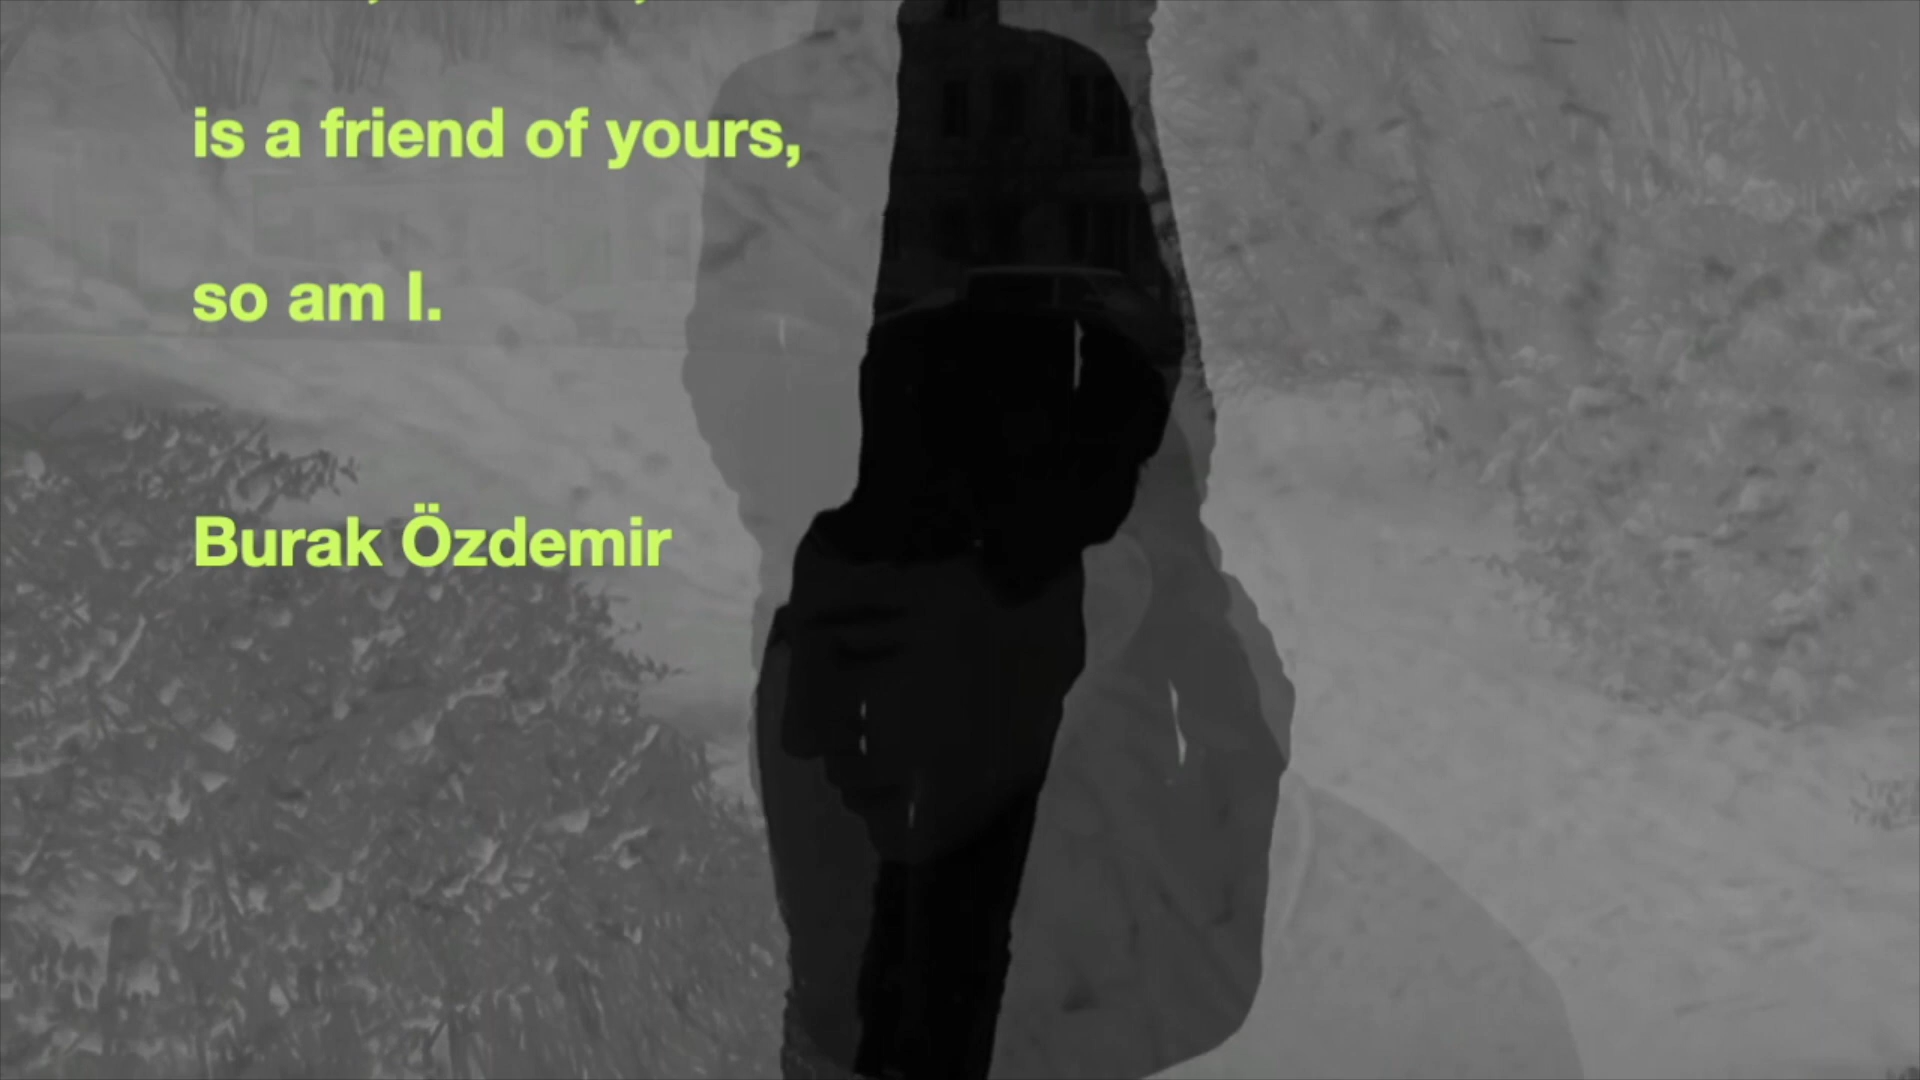 is a friend of yours,
so am I.
Burak Özdemir